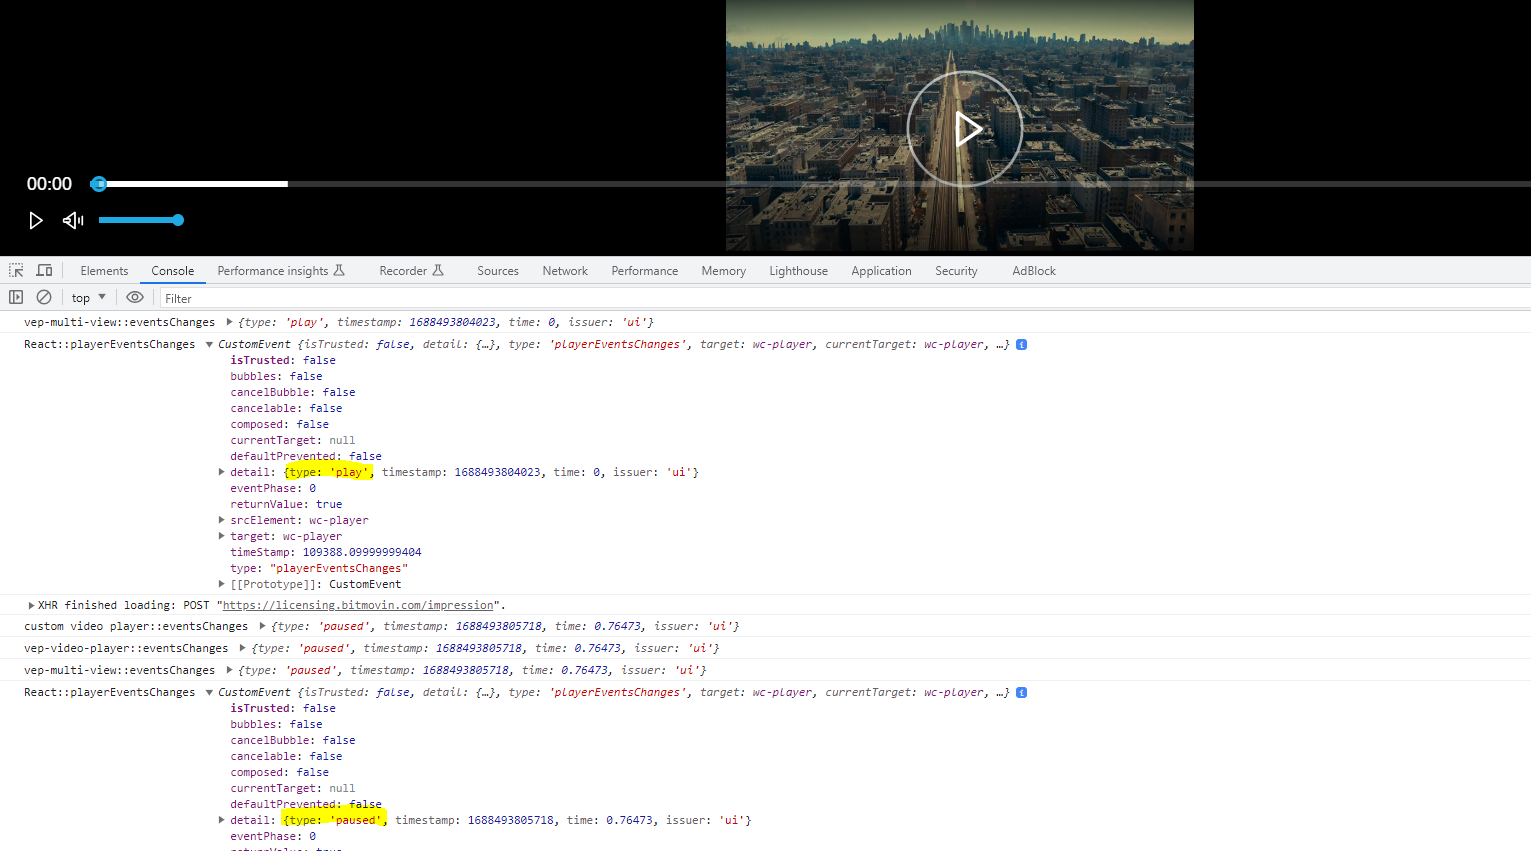 00:00
Elements Console Performance insights Recorder Sources Network Performance Memory Lighthouse Application Security AdBlock
top Filter
vep-multi-view::eventsChanges {type: 'play', timestamp: 1688493804023, time: 0, issuer: 'ui'}
React::playerEventsChanges CustomEvent {isTrusted: false, detail: {…}, type: 'playerEventsChanges', target: wc-player, currentTarget: wc-player, …} i
isTrusted: false
bubbles: false
cancelBubble: false
cancelable: false
composed: false
currentTarget: null
defaultPrevented: false
detail: {type: 'play', timestamp: 1688493804023, time: 0, issuer: 'ui'}
eventPhase: 0
returnValue: true
srcElement: wc-player
target: wc-player
timeStamp: 109388.09999999404
type: "playerEventsChanges"
[[Prototype]]: CustomEvent
XHR finished loading: POST "https://licensing.bitmovin.com/impression".
custom video player::eventsChanges {type: 'paused', timestamp: 1688493805718, time: 0.76473, issuer: 'ui'}
vep-video-player::eventsChanges {type: 'paused', timestamp: 1688493805718, time: 0.76473, issuer: 'ui'}
vep-multi-view::eventsChanges {type: 'paused', timestamp: 1688493805718, time: 0.76473, issuer: 'ui'}
React::playerEventsChanges CustomEvent {isTrusted: false, detail: {…}, type: 'playerEventsChanges', target: wc-player, currentTarget: wc-player, …} i
isTrusted: false
bubbles: false
cancelBubble: false
cancelable: false
composed: false
currentTarget: null
defaultPrevented: false
detail: {type: 'paused', timestamp: 1688493805718, time: 0.76473, issuer: 'ui'}
eventPhase: 0
returnValue: true